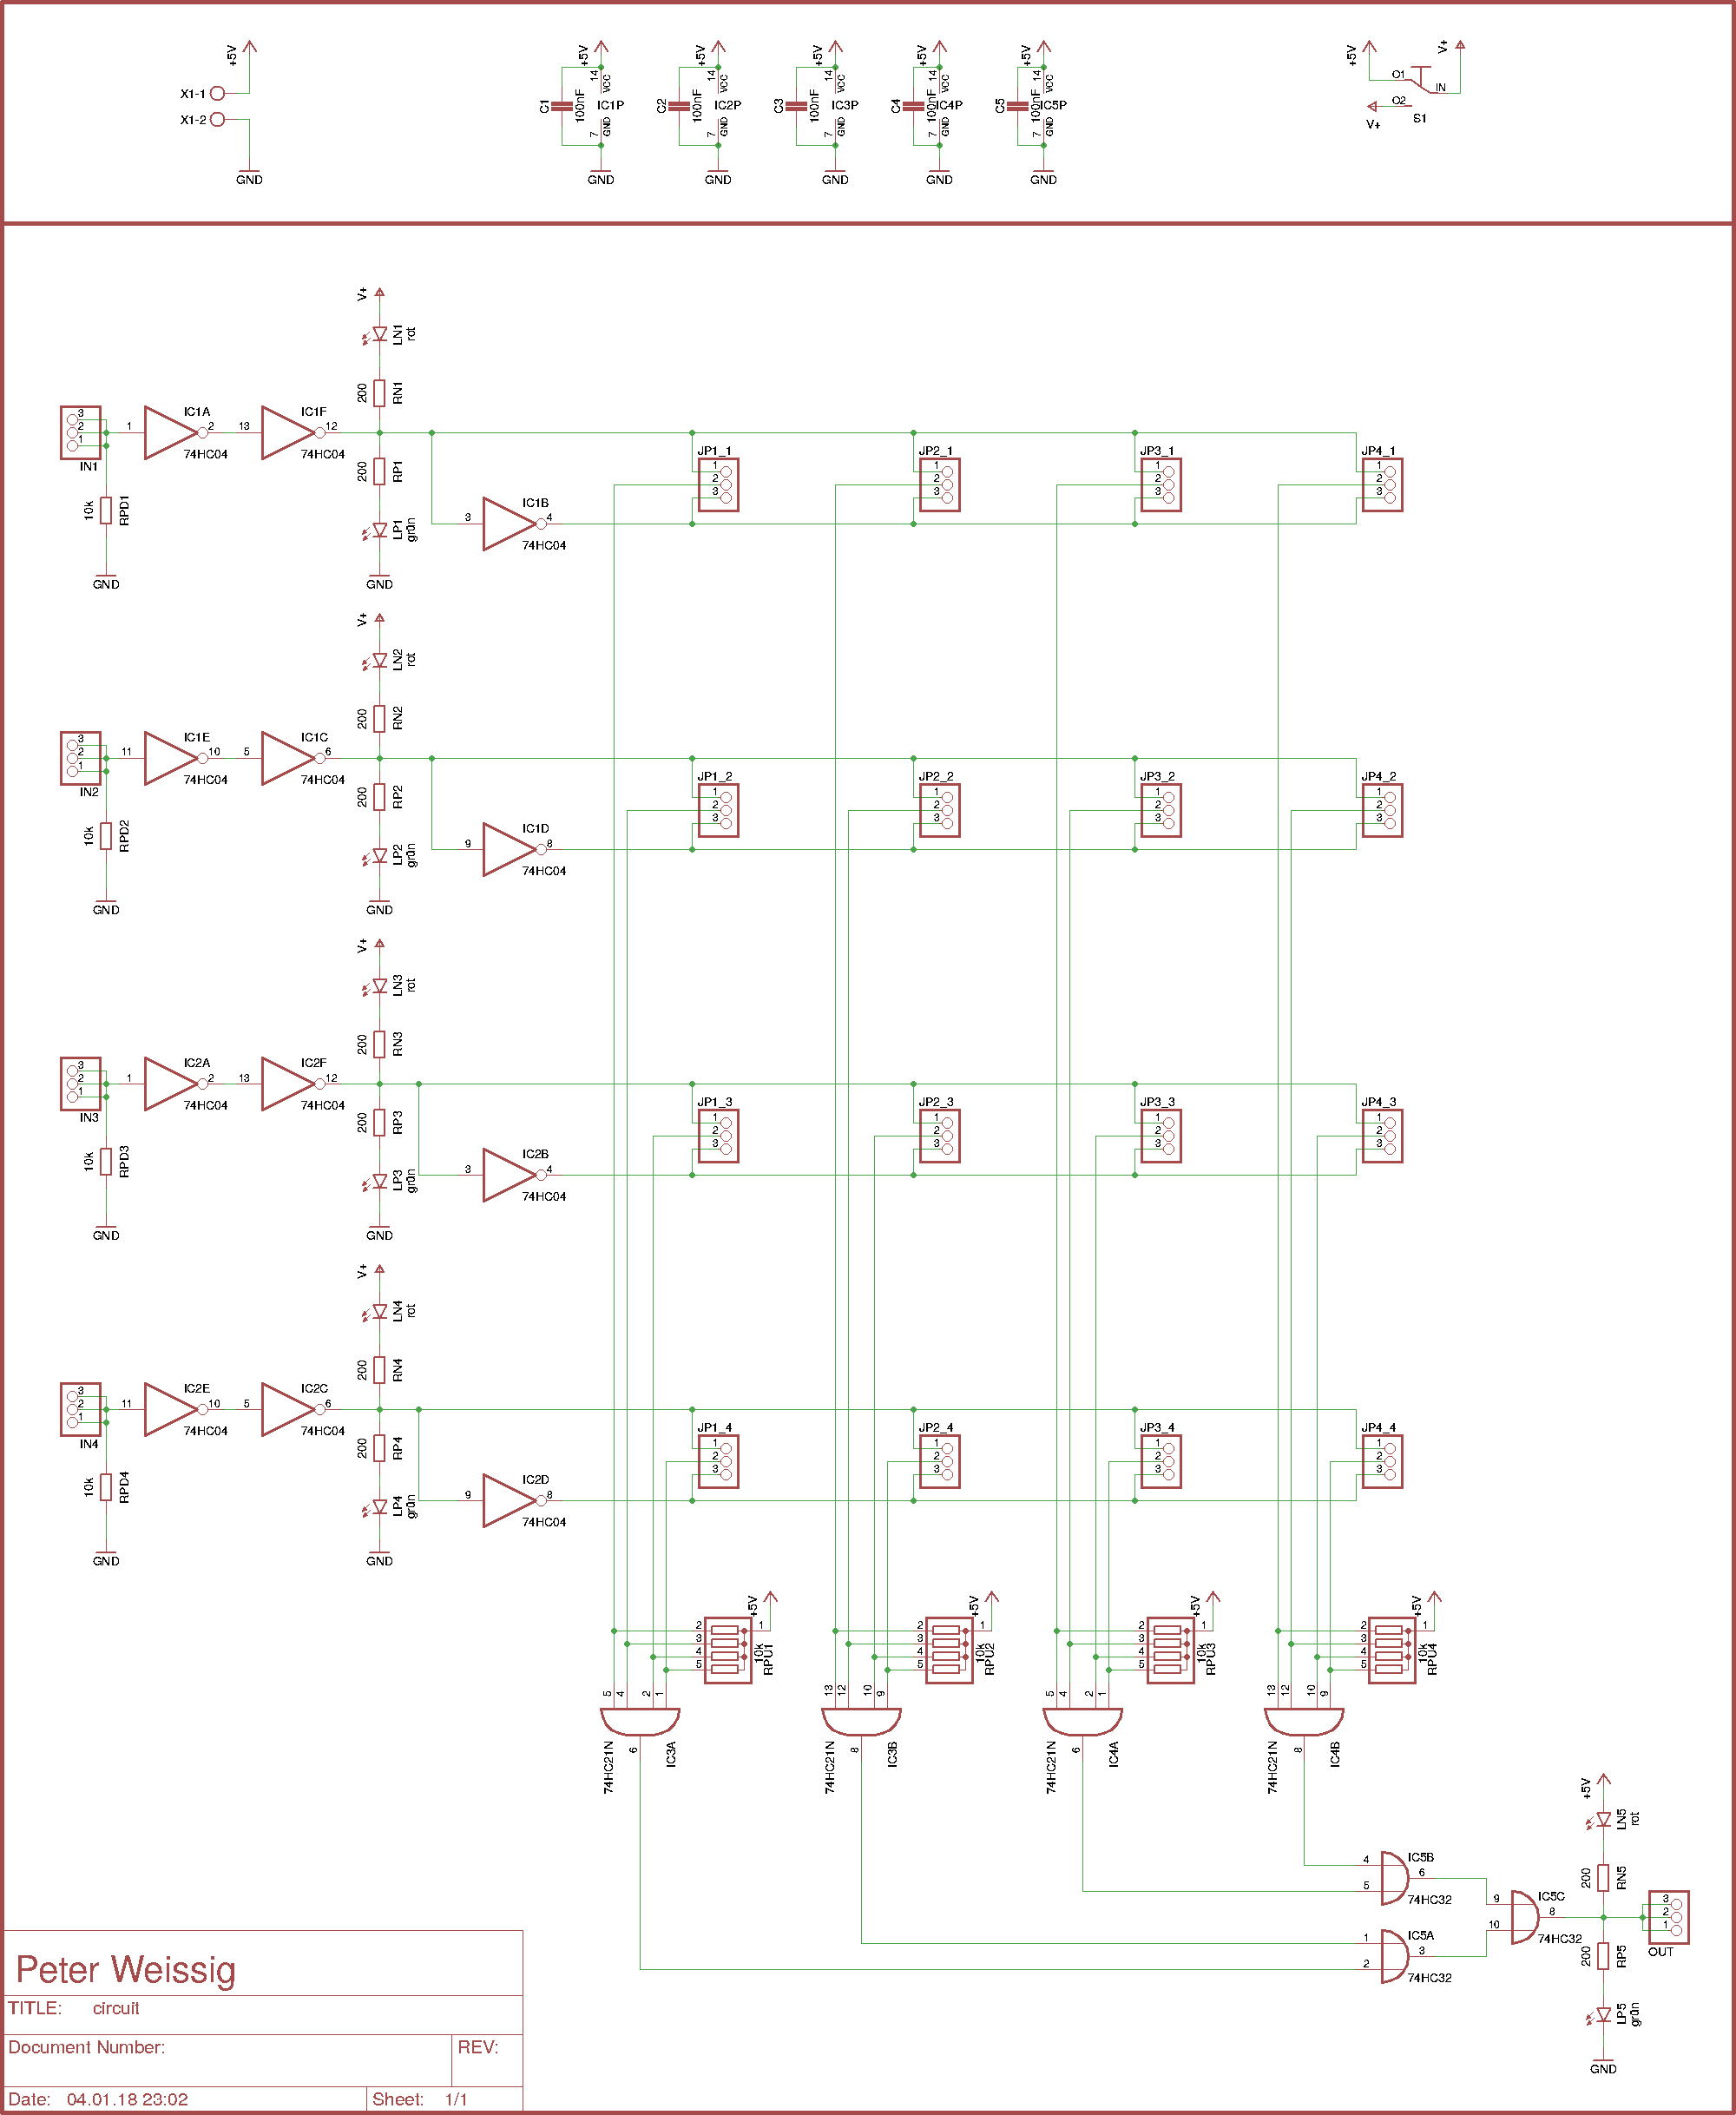 +5V
X1-1
X1-2
GND
+5V
C1
100nF
14
VCC
IC1P
7
GND
GND
+5V
C2
100nF
14
VCC
IC2P
7
GND
GND
+5V
C3
100nF
14
VCC
IC3P
7
GND
GND
+5V
C4
100nF
14
VCC
IC4P
7
GND
GND
+5V
C5
100nF
14
VCC
IC5P
7
GND
GND
+5V
V+
O1
IN
O2
V+
S1
V+
LN1
rot
200
RN1
3
2
1
IN1
1
IC1A
2
74HC04
13
IC1F
12
74HC04
10k
RPD1
GND
200
RP1
LP1
grün
GND
3
IC1B
4
74HC04
JP1_1
1
2
3
JP2_1
1
2
3
JP3_1
1
2
3
JP4_1
1
2
3
V+
LN2
rot
200
RN2
3
2
1
IN2
11
IC1E
10
74HC04
5
IC1C
6
74HC04
10k
RPD2
GND
200
RP2
LP2
grün
GND
9
IC1D
8
74HC04
JP1_2
1
2
3
JP2_2
1
2
3
JP3_2
1
2
3
JP4_2
1
2
3
V+
LN3
rot
200
RN3
3
2
1
IN3
1
IC2A
2
74HC04
13
IC2F
12
74HC04
10k
RPD3
GND
200
RP3
LP3
grün
GND
3
IC2B
4
74HC04
JP1_3
1
2
3
JP2_3
1
2
3
JP3_3
1
2
3
JP4_3
1
2
3
V+
LN4
rot
200
RN4
3
2
1
IN4
11
IC2E
10
74HC04
5
IC2C
6
74HC04
10k
RPD4
GND
200
RP4
LP4
grün
GND
9
IC2D
8
74HC04
JP1_4
1
2
3
JP2_4
1
2
3
JP3_4
1
2
3
JP4_4
1
2
3
+5V
2
3
4
5
1
10k
RPU1
+5V
2
3
4
5
1
10k
RPU2
+5V
2
3
4
5
1
10k
RPU3
+5V
2
3
4
5
1
10k
RPU4
5
4
2
1
74HC21N
6
IC3A
13
12
10
9
74HC21N
8
IC3B
5
4
2
1
74HC21N
6
IC4A
13
12
10
9
74HC21N
8
IC4B
4
5
IC5B
6
74HC32
1
2
IC5A
3
74HC32
9
10
IC5C
8
74HC32
+5V
LN5
rot
200
RN5
200
RP5
LP5
grün
GND
3
2
1
OUT
Peter Weissig
TITLE: circuit
Document Number:
REV:
Date: 04.01.18 23:02
Sheet: 1/1